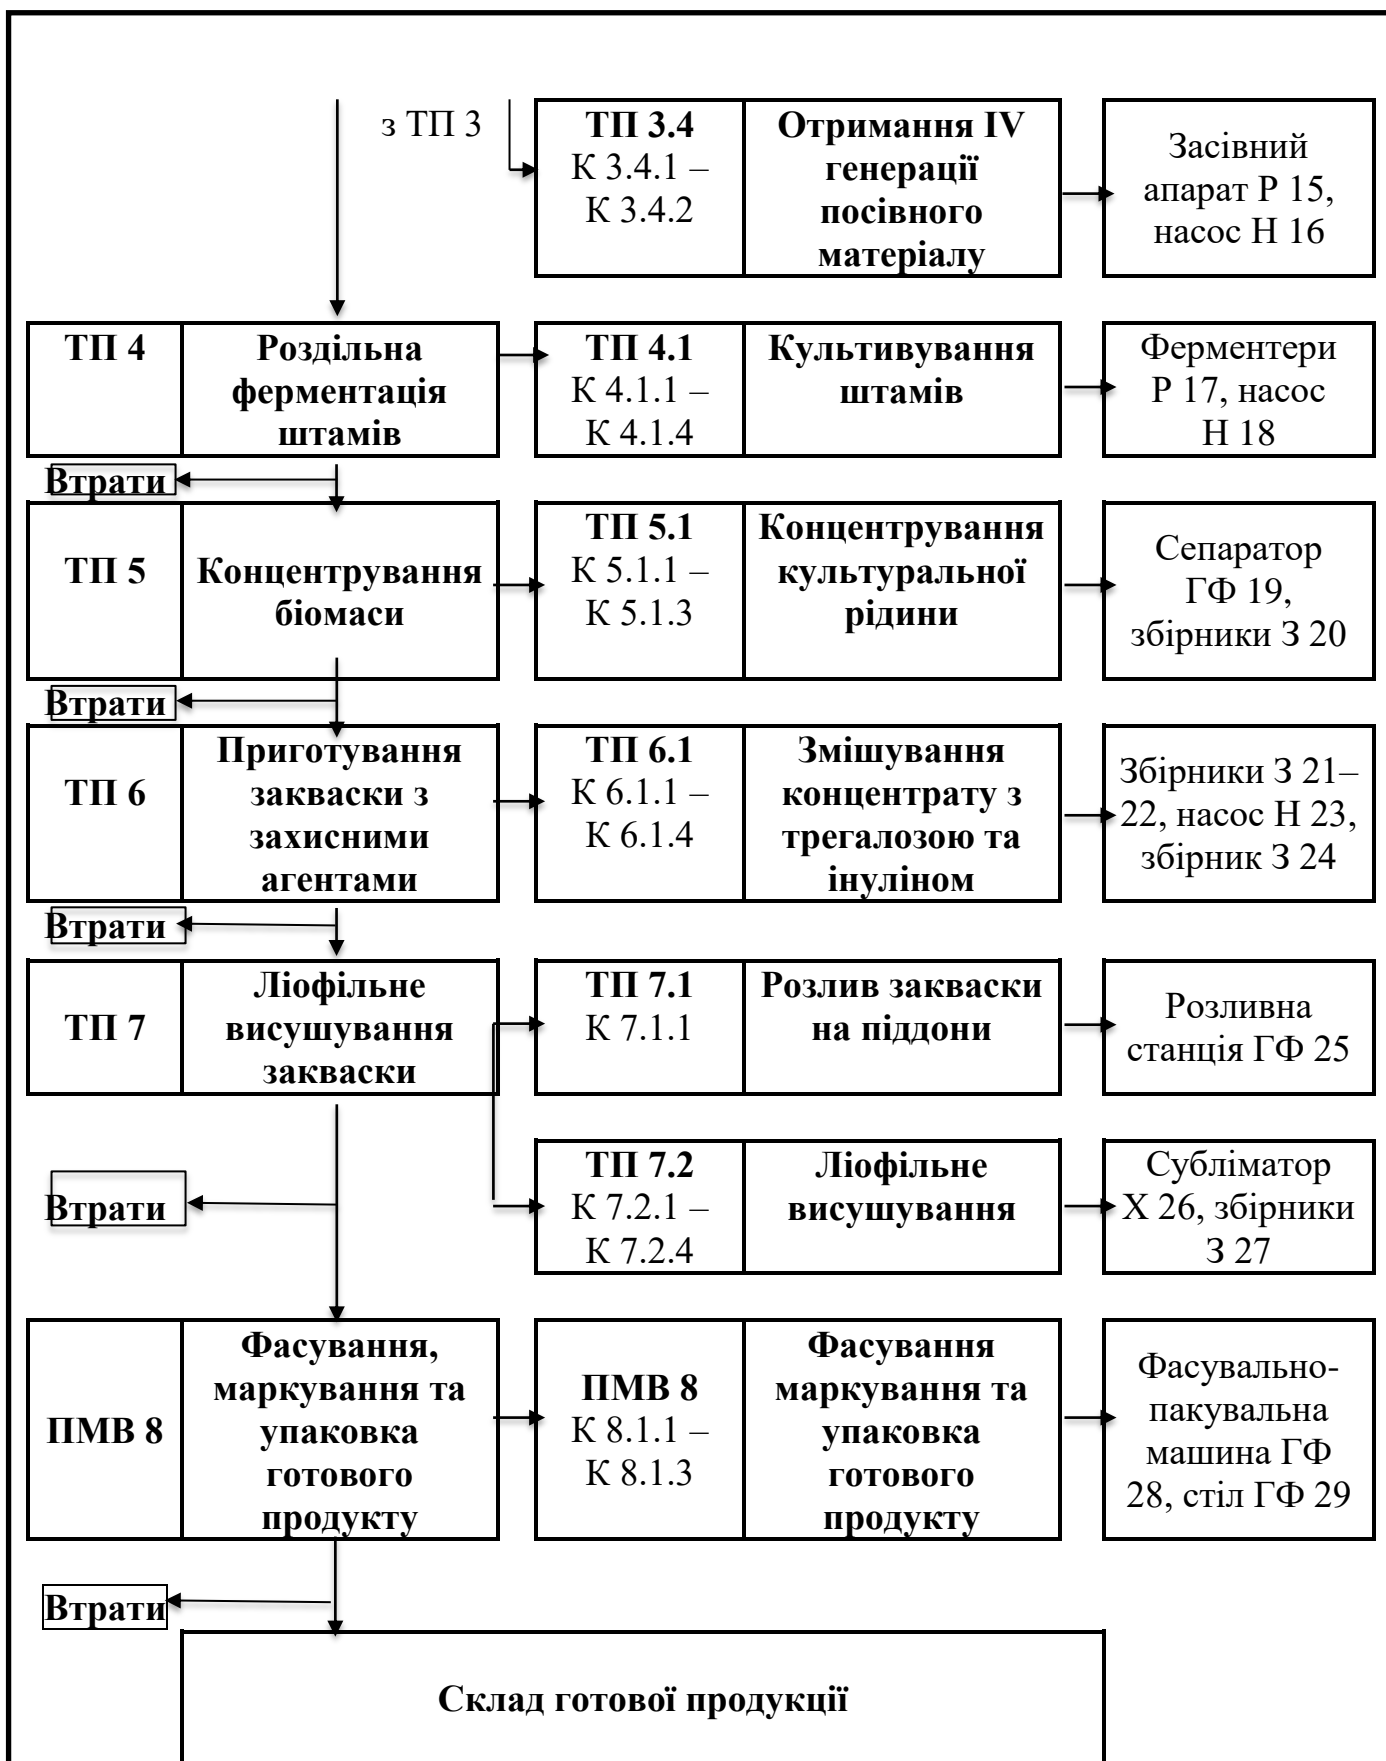 з ТП 3
ТП 3.4
К 3.4.1 –
К 3.4.2
Отримання IV
генерації
посівного
матеріалу
Засівний
апарат Р 15,
насос Н 16
ТП 4
Роздільна
ферментація
штамів
ТП 4.1
К 4.1.1 –
К 4.1.4
Культивування
штамів
Ферментери
Р 17, насос
Н 18
Втрати
ТП 5
Концентрування
біомаси
ТП 5.1
К 5.1.1 –
К 5.1.3
Концентрування
культуральної
рідини
Сепаратор
ГФ 19,
збірники З 20
Втрати
ТП 6
Приготування
закваски з
захисними
агентами
ТП 6.1
К 6.1.1 –
К 6.1.4
Змішування
концентрату з
трегалозою та
інуліном
Збірники З 21–
22, насос Н 23,
збірник З 24
Втрати
ТП 7
Ліофільне
висушування
закваски
ТП 7.1
К 7.1.1
Розлив закваски
на піддони
Розливна
станція ГФ 25
Втрати
ТП 7.2
К 7.2.1 –
К 7.2.4
Ліофільне
висушування
Субліматор
Х 26, збірники
З 27
ПМВ 8
Фасування,
маркування та
упаковка
готового
продукту
ПМВ 8
К 8.1.1 –
К 8.1.3
Фасування
маркування та
упаковка
готового
продукту
Фасувально-
пакувальна
машина ГФ
28, стіл ГФ 29
Втрати
Склад готової продукції